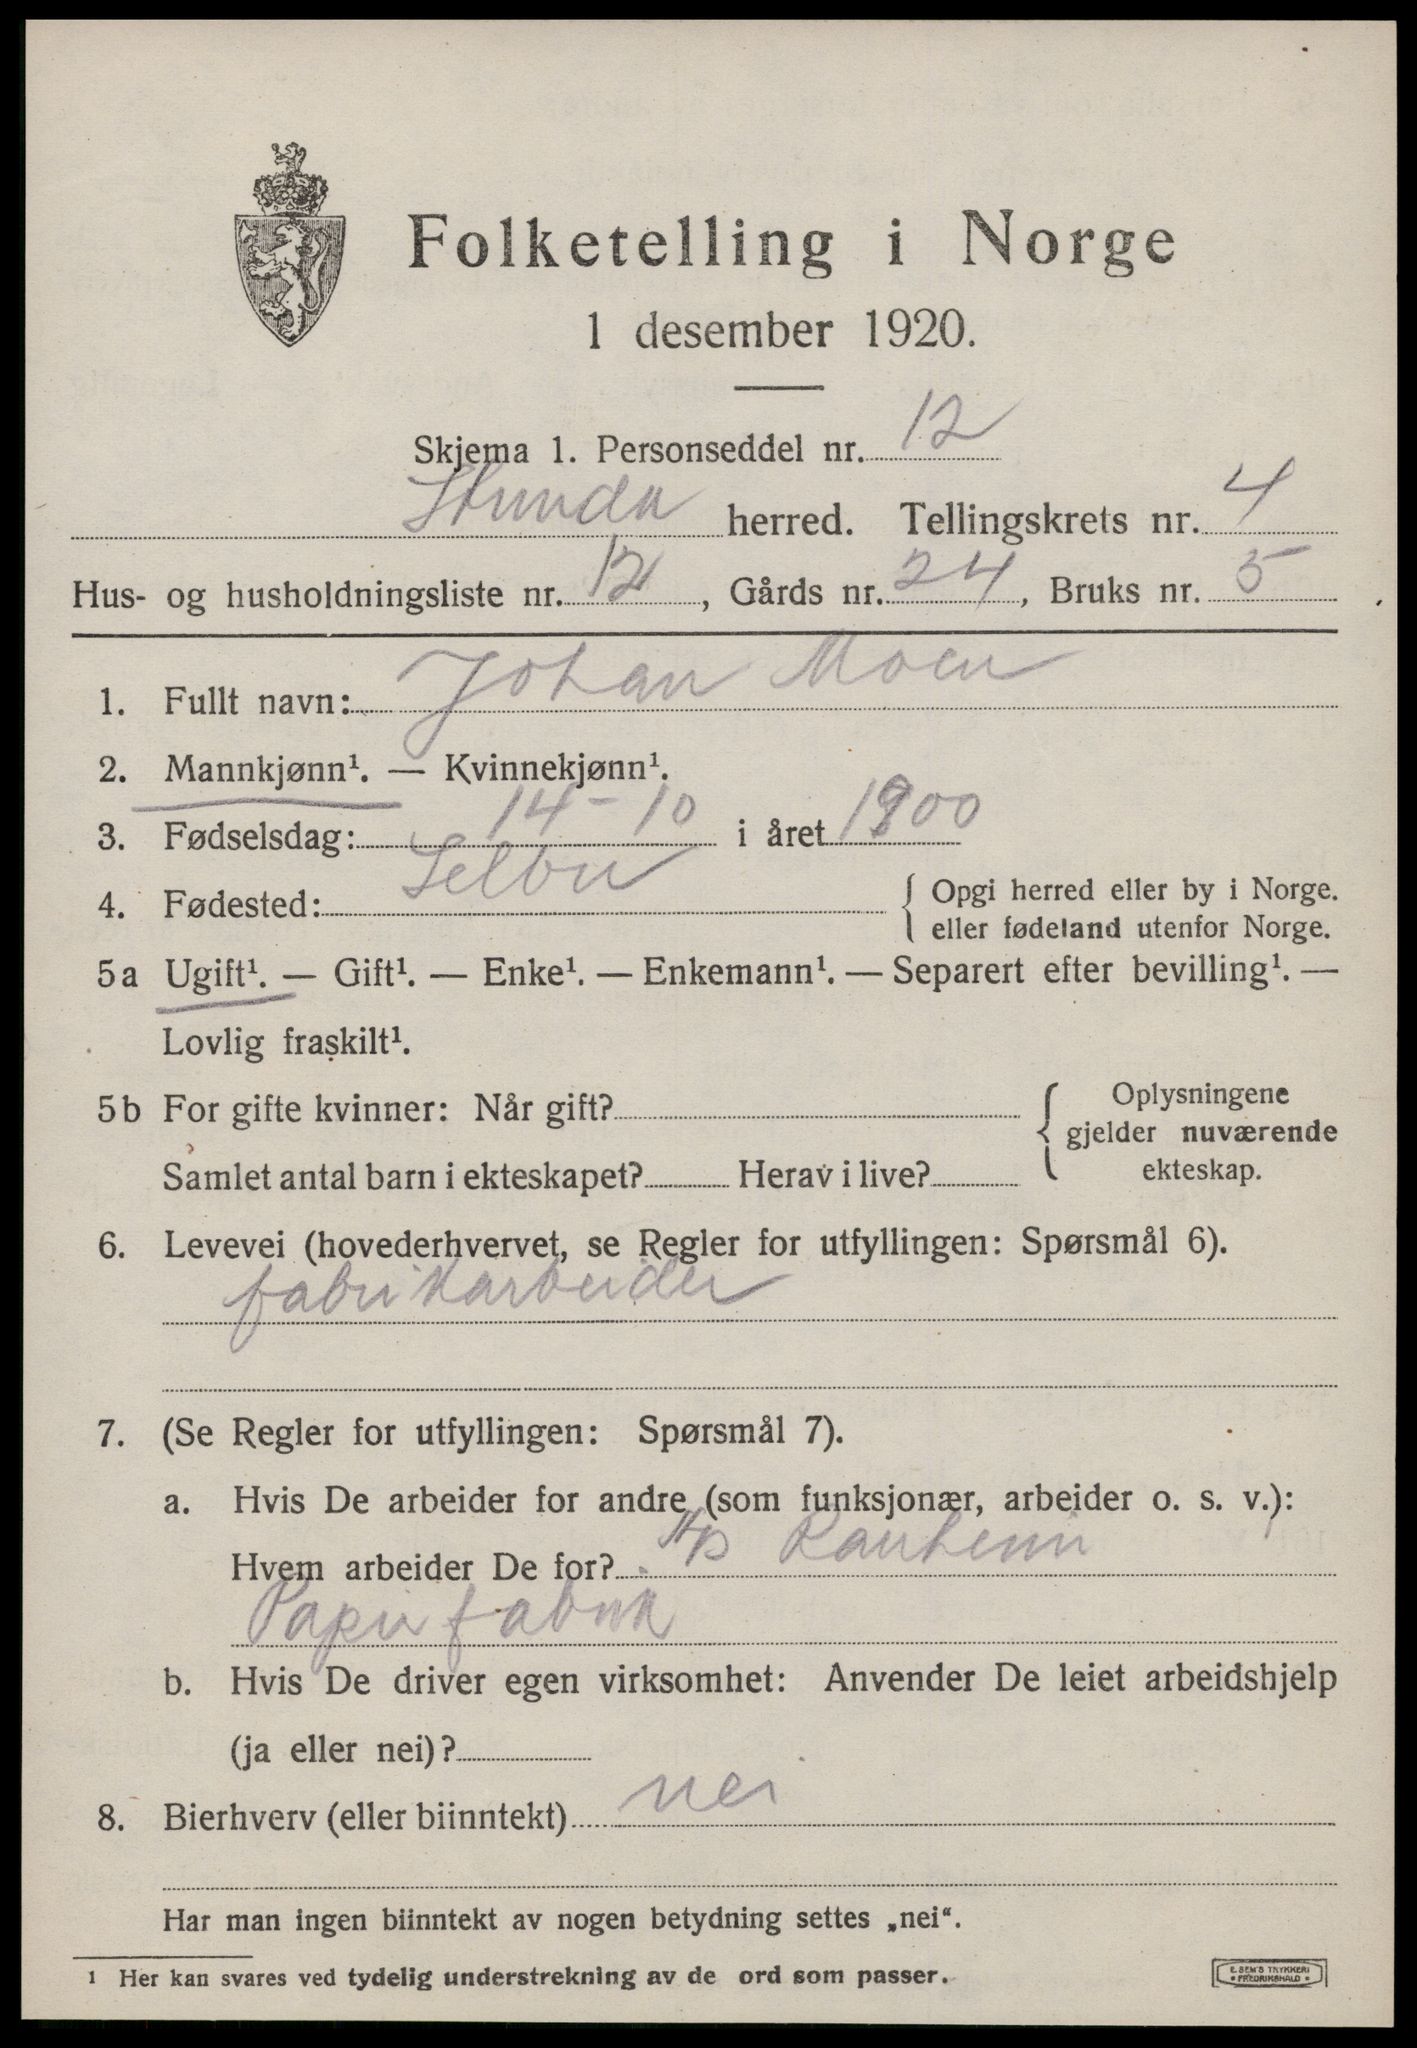 Folketelling i Norge
1 desember 1920.
Skjema 1. Personseddel nr. 12
Strinda herred. Tellingskrets nr. 4
Hus- og husholdningsliste nr. 12, Gårds nr. 24, Bruks nr. 5
1. Fullt navn: Johan Moen
2. Mannkjønn¹. — Kvinnekjønn¹.
3. Fødselsdag: 14-10 i året 1900
4. Fødested: Selbu { Opgi herred eller by i Norge.
eller fødeland utenfor Norge.
5a Ugift¹. — Gift¹. — Enke¹. — Enkemann¹. — Separert efter bevilling¹. —
Lovlig fraskilt¹.
5b For gifte kvinner: Når gift? { Oplysningene
gjelder nuværende
Samlet antal barn i ekteskapet? Herav i live? ekteskap.
6. Levevei (hovederhvervet, se Regler for utfyllingen: Spørsmål 6).
fabrikarbeider
7. (Se Regler for utfyllingen: Spørsmål 7).
a. Hvis De arbeider for andre (som funksjonær, arbeider o. s. v.):
Hvem arbeider De for? A/S Ranheim
Papirfabrik
b. Hvis De driver egen virksomhet: Anvender De leiet arbeidshjelp
(ja eller nei)?
8. Bierhverv (eller biinntekt) nei
Har man ingen biinntekt av nogen betydning settes „nei“.
¹ Her kan svares ved tydelig understrekning av de ord som passer.
E. SEM'S TRYKKERI
• FREDRIKSHALD •